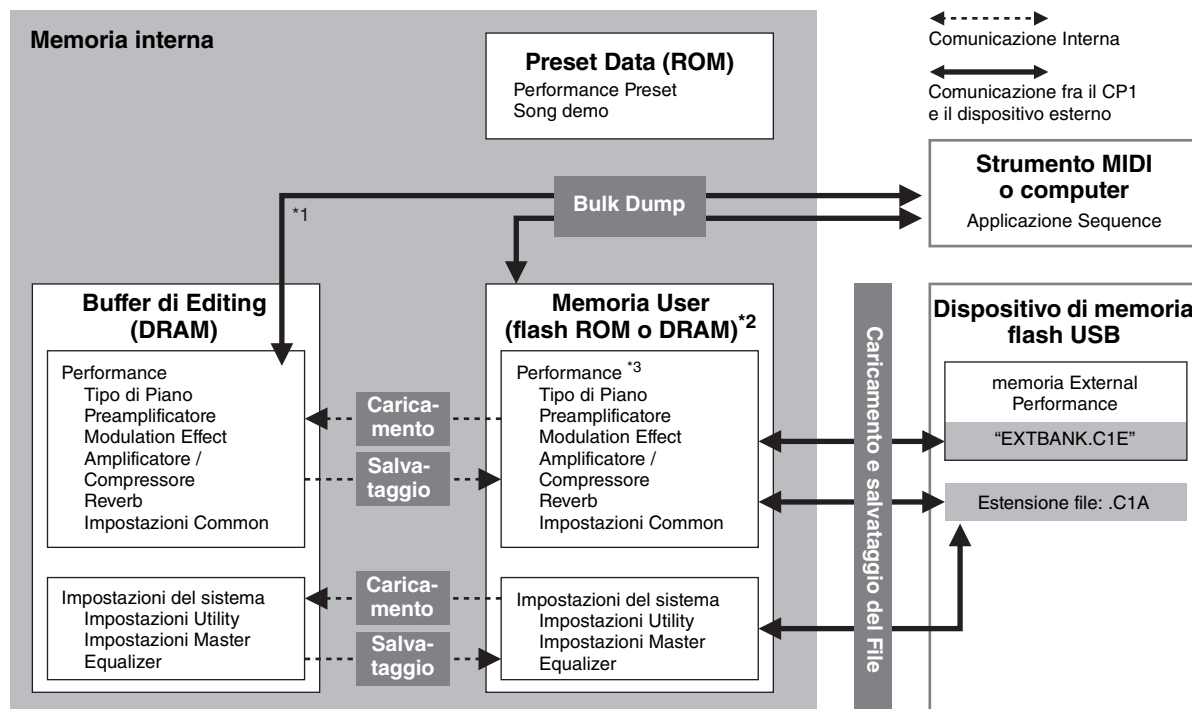 Memoria interna
Preset Data (ROM)
Performance Preset
Song demo
Comunicazione Interna
Comunicazione fra il CP1
e il dispositivo esterno
Strumento MIDI
o computer
Applicazione Sequence
Bulk Dump
*1
Buffer di Editing
(DRAM)
Performance
Tipo di Piano
Preamplificatore
Modulation Effect
Amplificatore /
Compressore
Reverb
Impostazioni Common
Impostazioni del sistema
Impostazioni Utility
Impostazioni Master
Equalizer
Carica-
mento
Salva-
taggio
Carica-
mento
Salva-
taggio
Memoria User
(flash ROM o DRAM)*2
Performance *3
Tipo di Piano
Preamplificatore
Modulation Effect
Amplificatore /
Compressore
Reverb
Impostazioni Common
Impostazioni del sistema
Impostazioni Utility
Impostazioni Master
Equalizer
Caricamento e salvataggio del File
Dispositivo di memoria
flash USB
memoria External
Performance
“EXTBANK.C1E”
Estensione file: .C1A